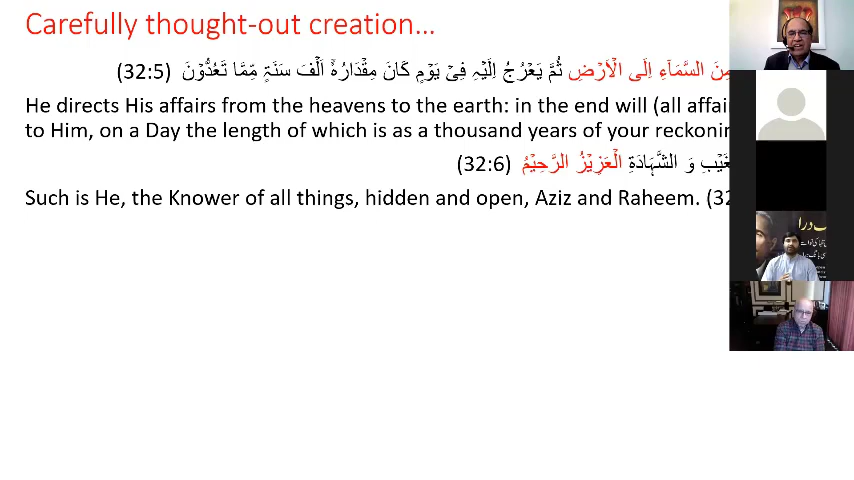 Carefully thought-out creation…
مِنَ السَّمَآءِ اِلَى الْاَرْضِ ثُمَّ يَعْرُجُ اِلَيْهِ فِىْ يَوْمٍ كَانَ مِقْدَارُهٗۤ اَلْفَ سَنَةٍ مِّمَّا تَعُدُّوْنَ (32:5)
He directs His affairs from the heavens to the earth: in the end will (all affai
to Him, on a Day the length of which is as a thousand years of your reckoni
وَ الشَّهَادَةِ الْعَزِيْزُ الرَّحِيْمُ (32:6)
Such is He, the Knower of all things, hidden and open, Aziz and Raheem. (32